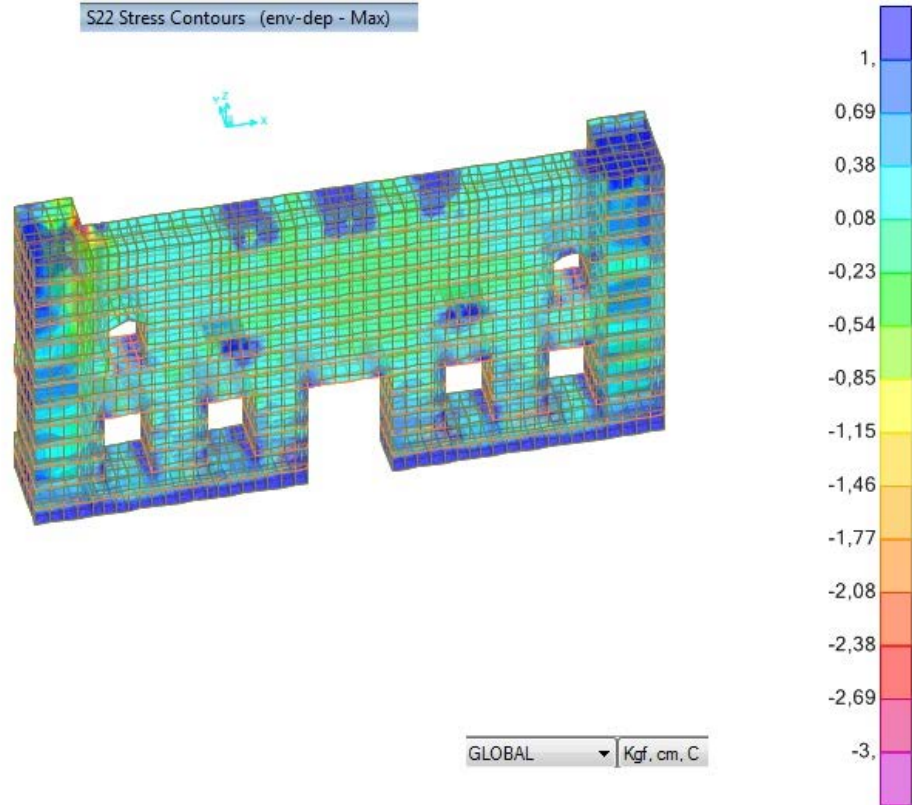 S22 Stress Contours (env-dep - Max)
1,
0,69
0,38
0,08
-0,23
-0,54
-0,85
-1,15
-1,46
-1,77
-2,08
-2,38
-2,69
-3,
Y Z
X
GLOBAL
Kgf, cm, C